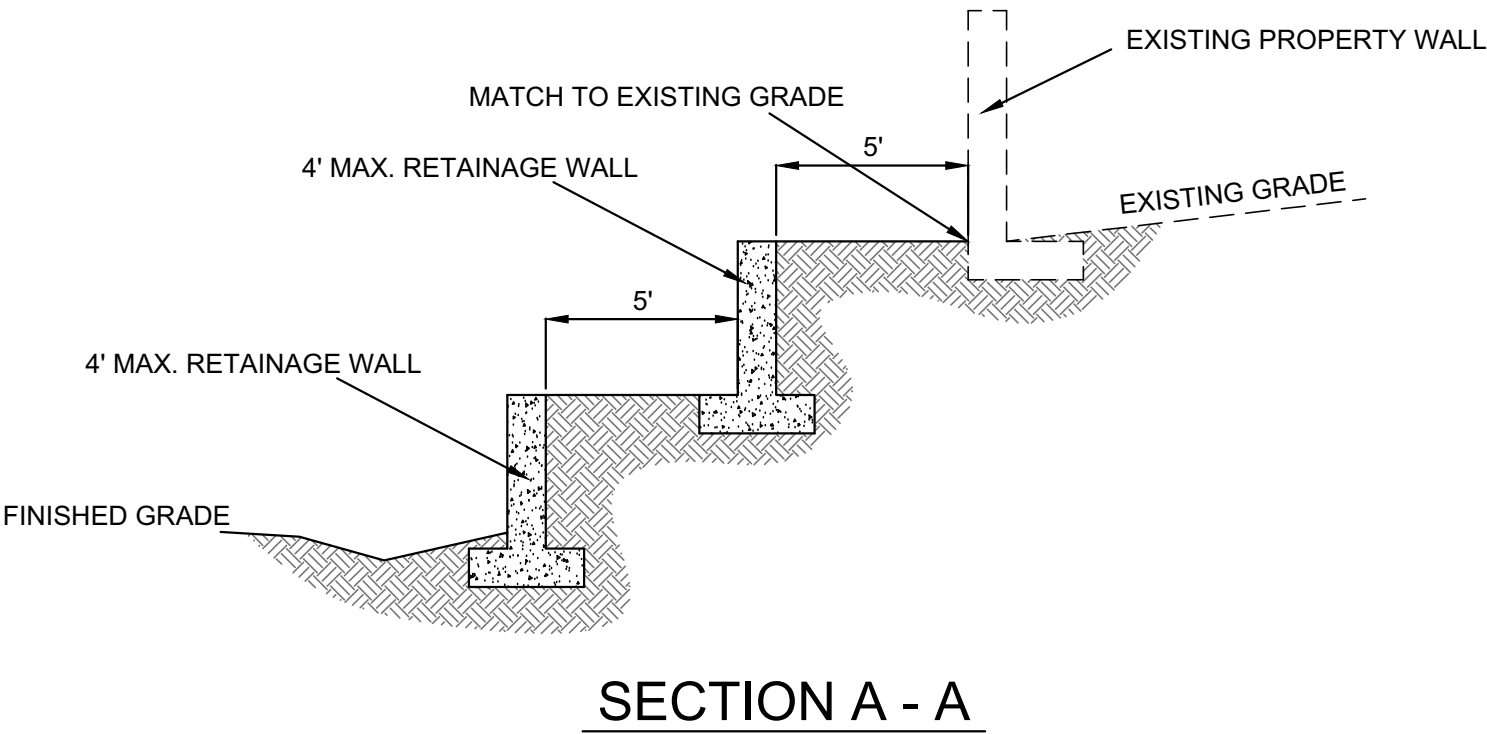 EXISTING PROPERTY WALL
MATCH TO EXISTING GRADE
5'
4' MAX. RETAINAGE WALL
EXISTING GRADE
5'
4' MAX. RETAINAGE WALL
FINISHED GRADE
SECTION A - A